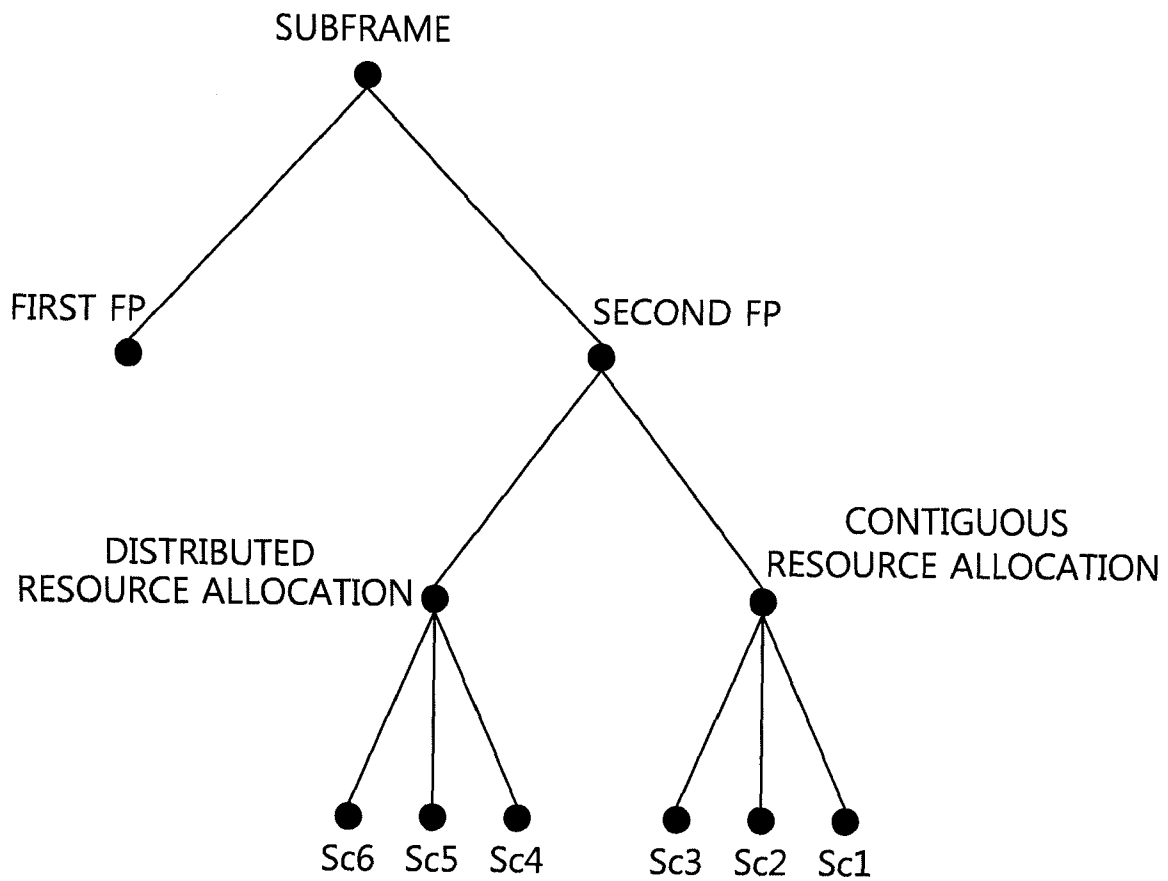 SUBFRAME
FIRST FP
SECOND FP
DISTRIBUTED
RESOURCE ALLOCATION
CONTIGUOUS
RESOURCE ALLOCATION
Sc6 Sc5 Sc4 Sc3 Sc2 Sc1